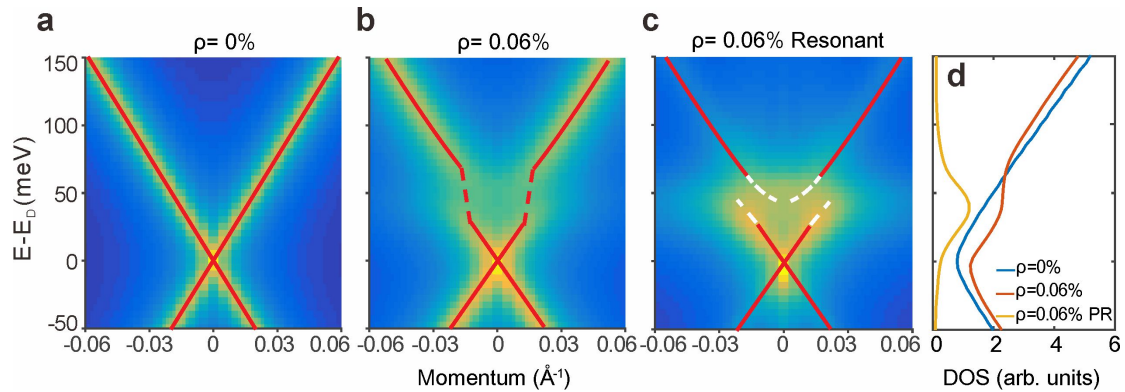 a
ρ= 0%
b
ρ= 0.06%
c
ρ= 0.06% Resonant
d
E-E_D (meV)
150
100
50
0
-50
-0.06 -0.03 0 0.03 0.06
-0.06 -0.03 0 0.03 0.06
-0.06 -0.03 0 0.03 0.06
Momentum (Å⁻¹)
ρ=0%
ρ=0.06%
ρ=0.06% PR
0 2 4 6
DOS (arb. units)